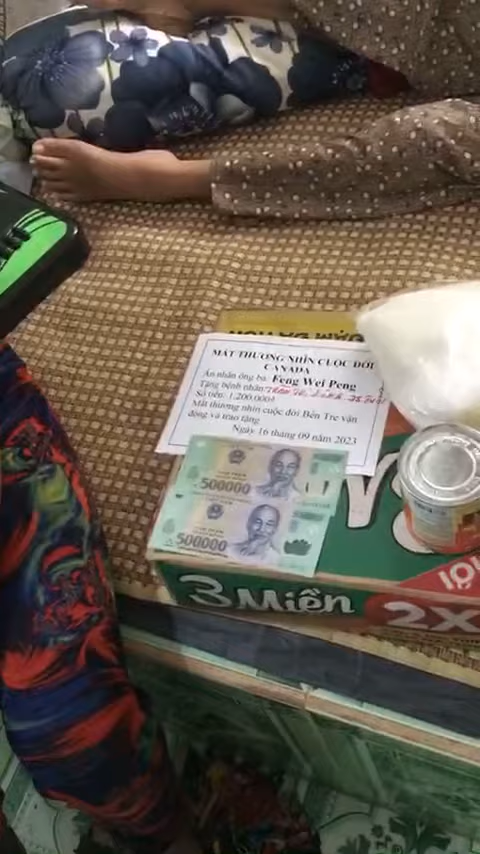 MẮT THƯƠNG NHÌN CUỘC ĐỜI
CANADA
Ân nhân ông bà: Feng Wei Peng
Tặng bệnh nhân:
Số tiền: 1.200.000đ
Mắt thương nhìn cuộc đời Bến Tre vận
động và trao tặng
Ngày 16 tháng 09 năm 2023
500000
500000
3 Miền
2X